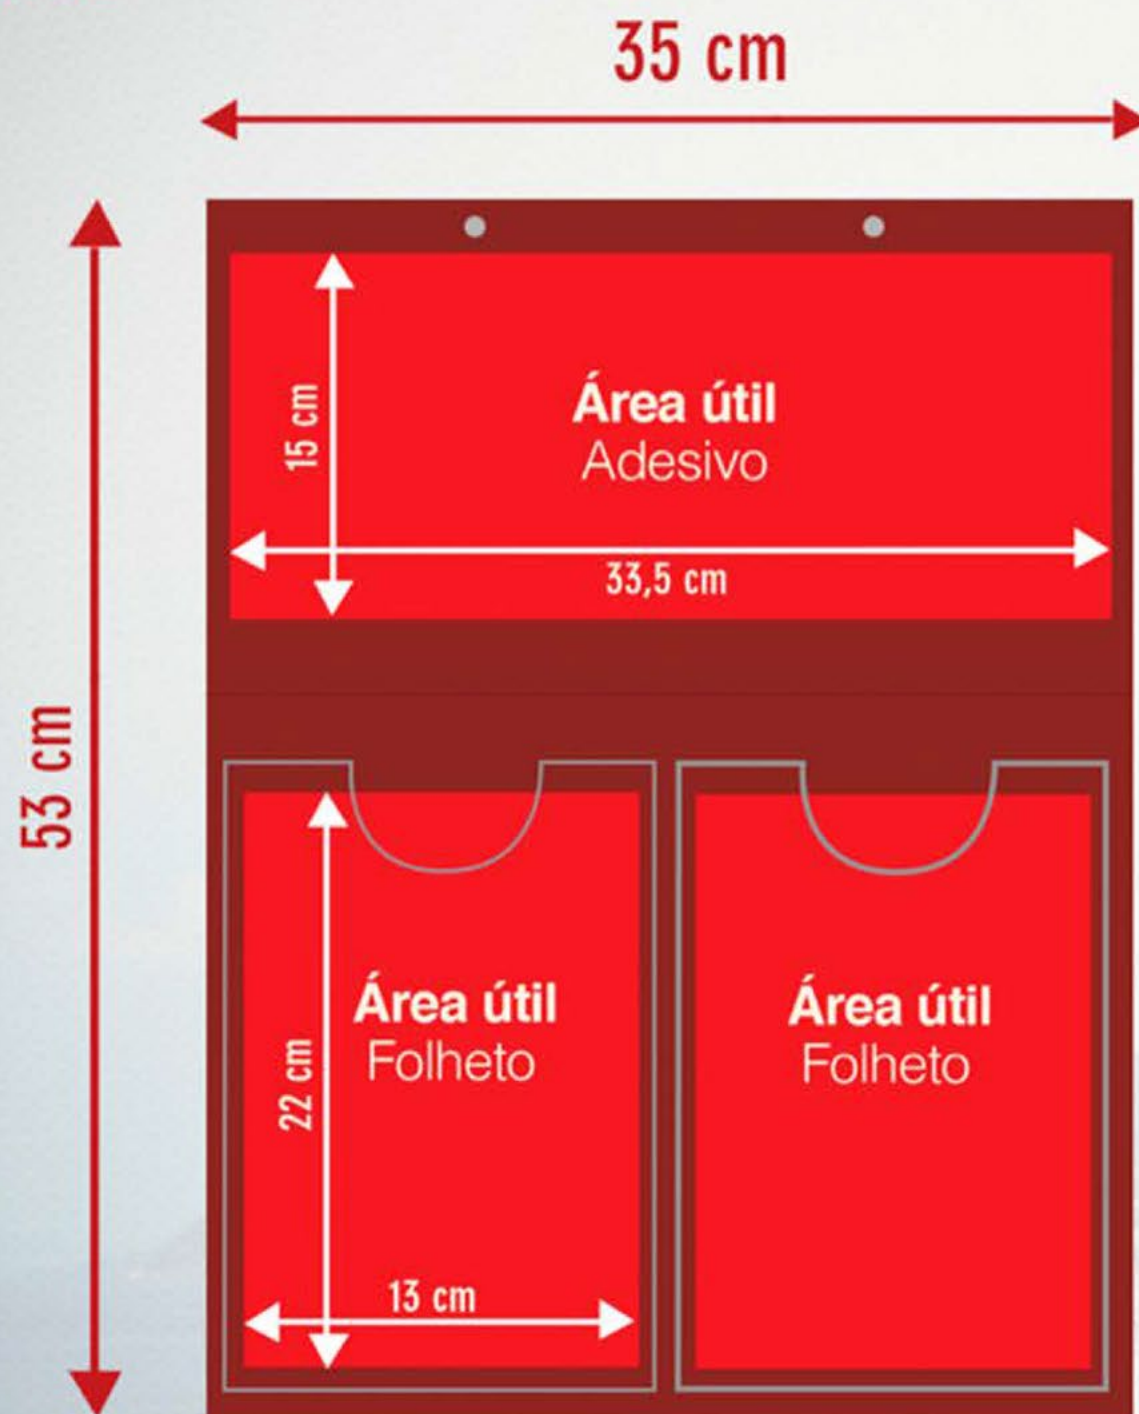 35 cm
53 cm
15 cm
Área útil
Adesivo
33,5 cm
22 cm
Área útil
Folheto
13 cm
Área útil
Folheto